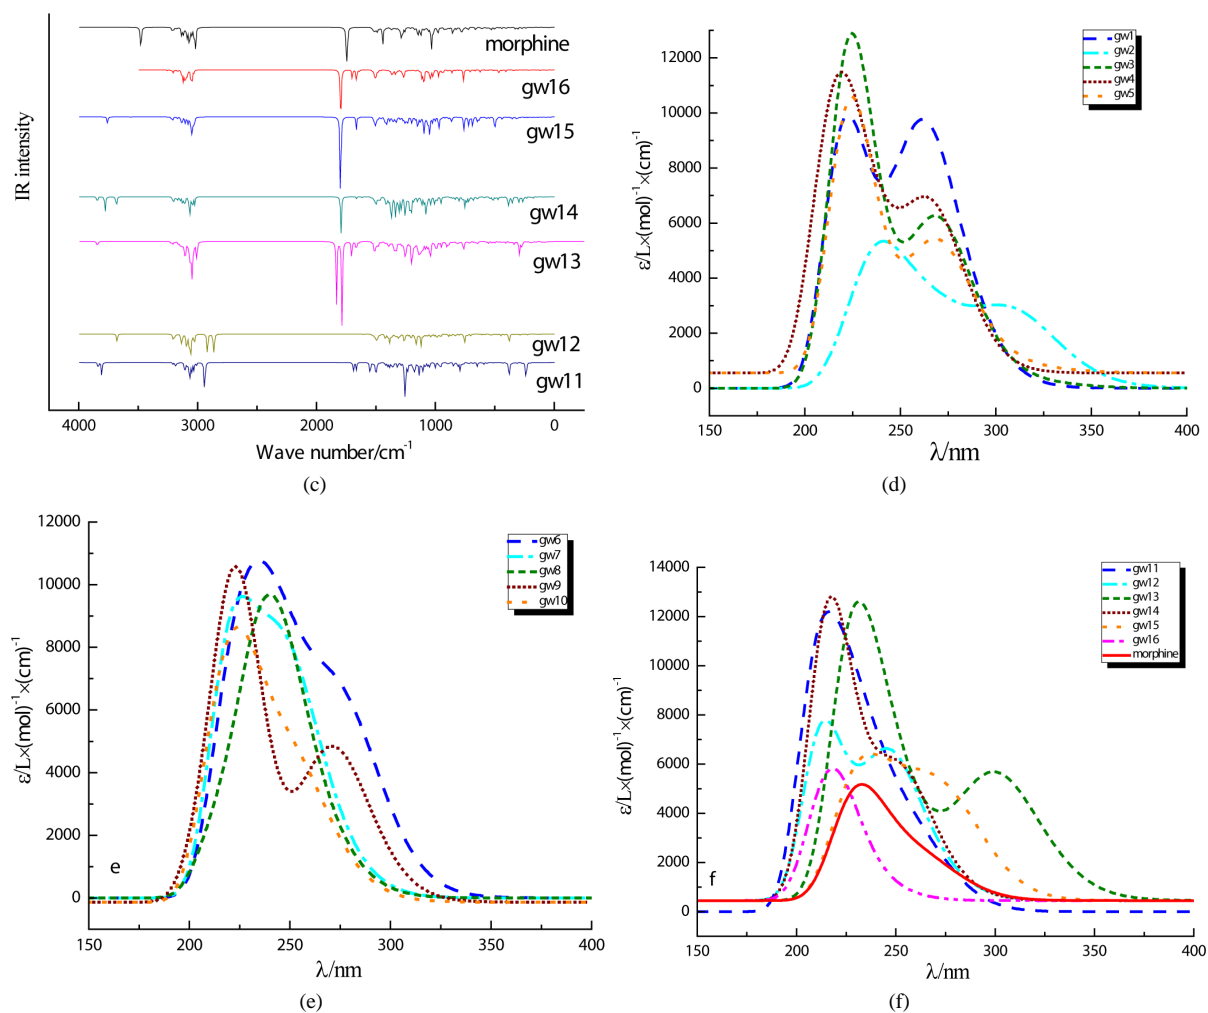 morphine
gw16
gw15
gw14
gw13
gw12
gw11
IR intensity
4000 3000 2000 1000 0
Wave number/cm-1
(c)
12000
10000
8000
6000
4000
2000
0
ε/L×(mol)-1×(cm)-1
gw1
gw2
gw3
gw4
gw5
150 200 250 300 350 400
λ/nm
(d)
12000
10000
8000
6000
4000
2000
0
ε/L×(mol)-1×(cm)-1
gw6
gw7
gw8
gw9
gw10
e
150 200 250 300 350 400
λ/nm
(e)
14000
12000
10000
8000
6000
4000
2000
0
ε/L×(mol)-1×(cm)-1
gw11
gw12
gw13
gw14
gw15
gw16
morphine
f
150 200 250 300 350 400
λ/nm
(f)